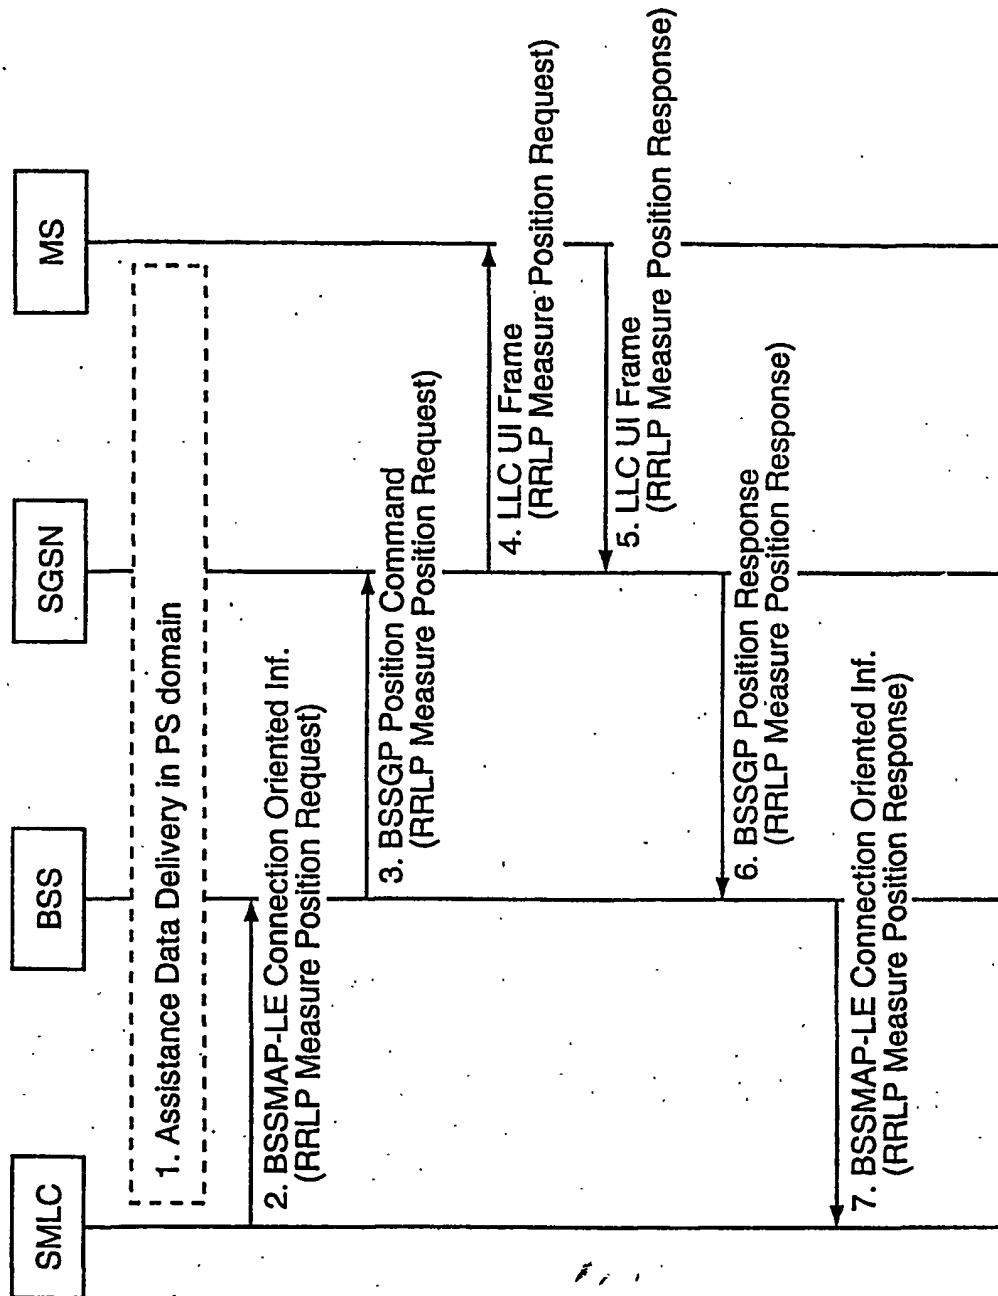 SMLC
BSS
SGSN
MS
1. Assistance Data Delivery in PS domain
2. BSSMAP-LE Connection Oriented Inf.
(RRLP Measure Position Request)
3. BSSGP Position Command
(RRLP Measure Position Request)
4. LLC UI Frame
(RRLP Measure Position Request)
5. LLC UI Frame
(RRLP Measure Position Response)
6. BSSGP Position Response
(RRLP Measure Position Response)
7. BSSMAP-LE Connection Oriented Inf.
(RRLP Measure Position Response)